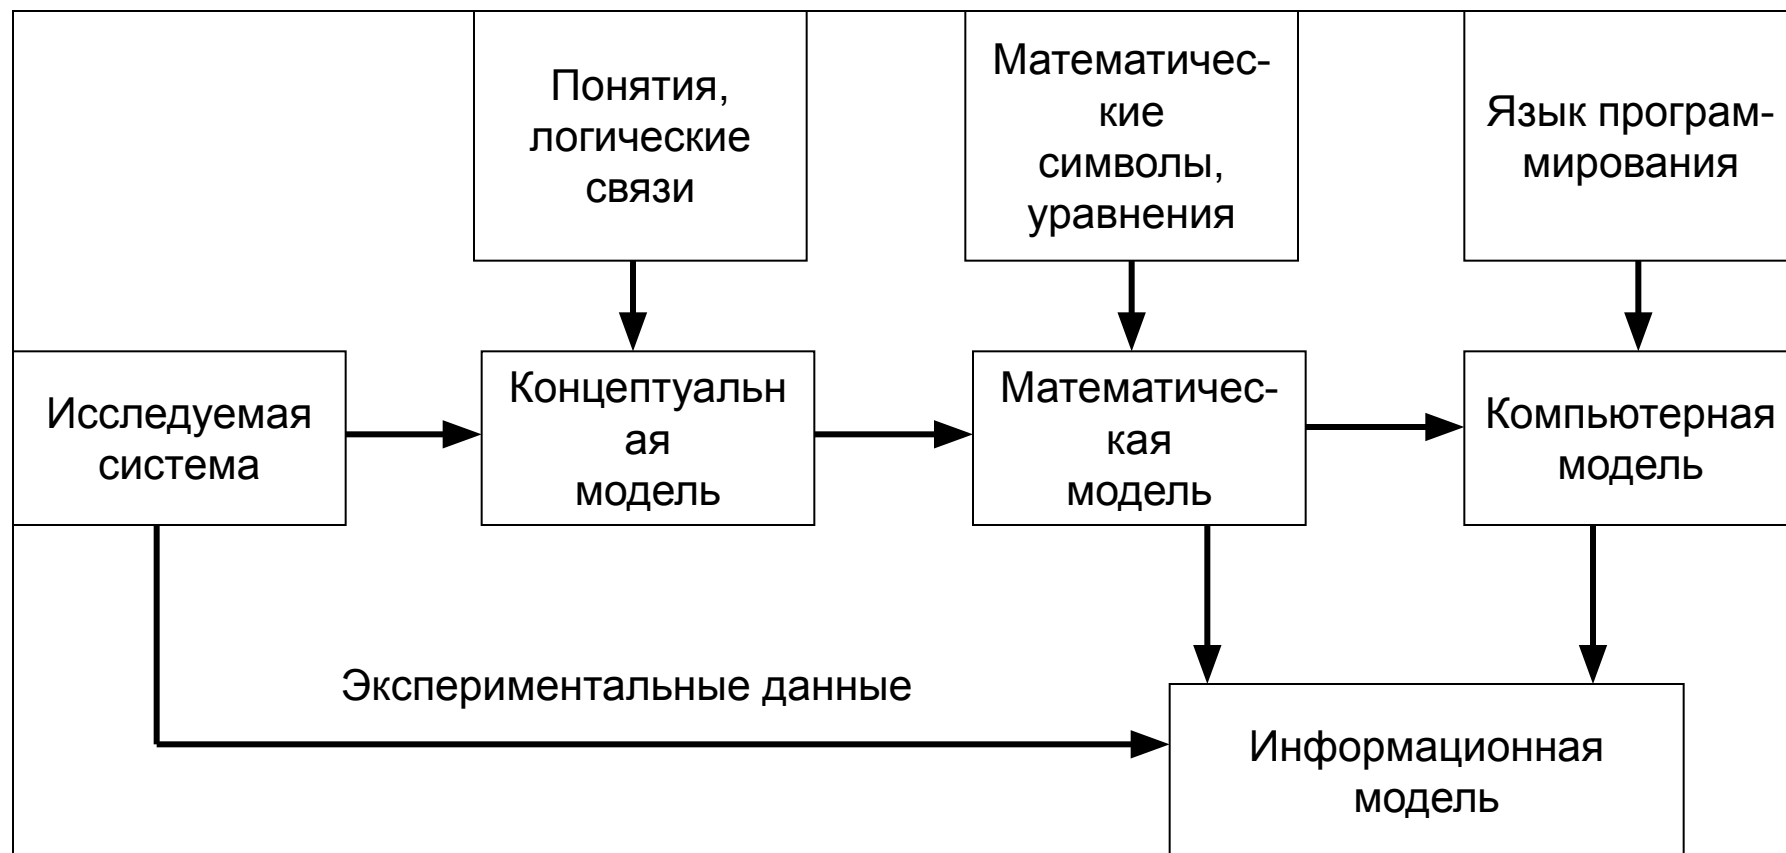 Понятия,
логические
связи
Математичес-
кие
символы,
уравнения
Язык програм-
мирования
Исследуемая
система
Концептуальн
ая
модель
Математичес-
кая
модель
Компьютерная
модель
Экспериментальные данные
Информационная
модель